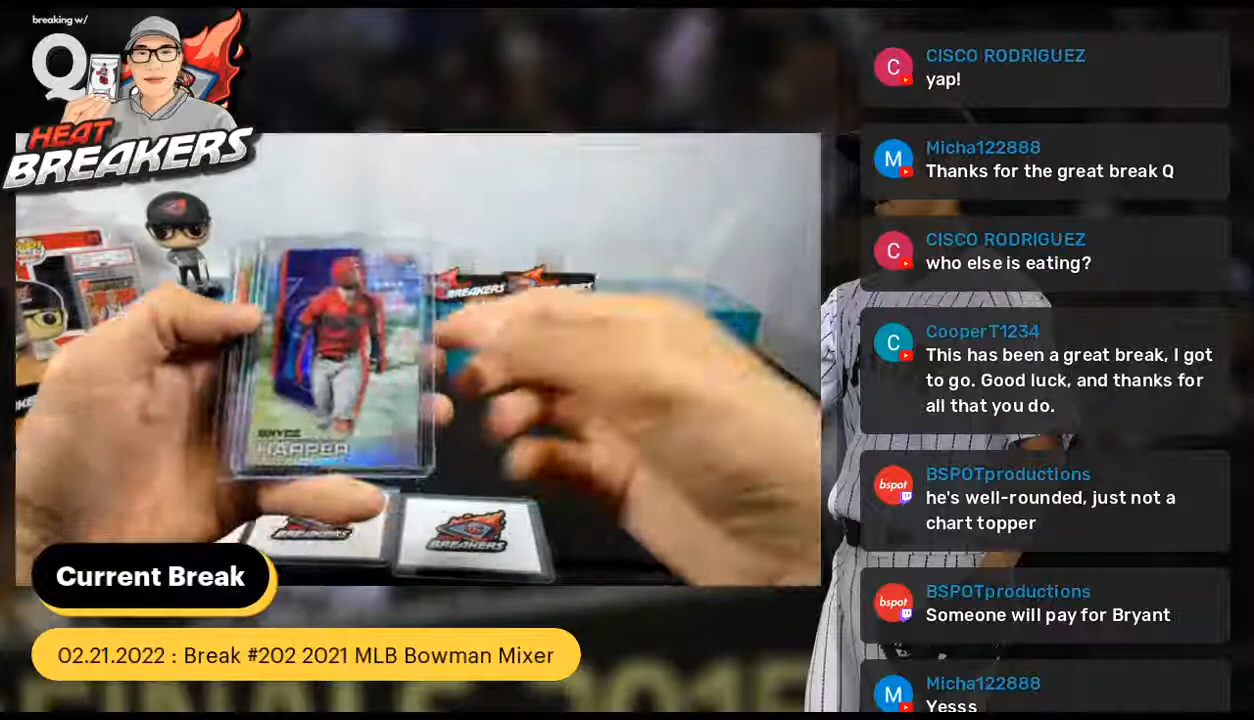 breaking w/
Q
HEAT
BREAKERS
BREAKERS
HARPER
BREAKERS
BREAKERS
Current Break
02.21.2022 : Break #202 2021 MLB Bowman Mixer
C
CISCO RODRIGUEZ
yap!
M
Micha122888
Thanks for the great break Q
C
CISCO RODRIGUEZ
who else is eating?
C
CooperT1234
This has been a great break, I got
to go. Good luck, and thanks for
all that you do.
bspot
BSPOTproductions
he's well-rounded, just not a
chart topper
bspot
BSPOTproductions
Someone will pay for Bryant
M
Micha122888
Yesss